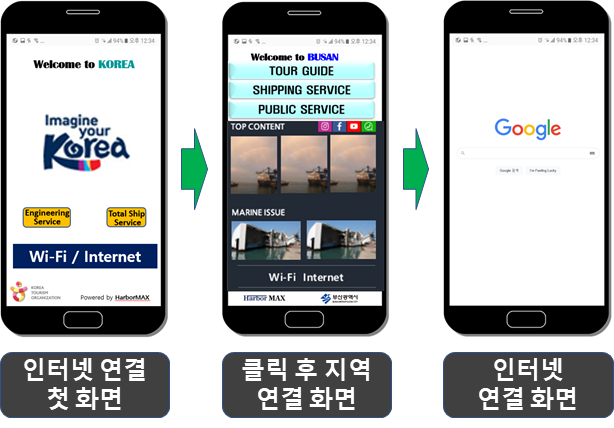 94% 오후 12:34
Welcome to KOREA
Imagine
your
Korea
Engineering
Service
Total Ship
Service
Wi-Fi / Internet
KOREA
TOURISM
ORGANIZATION
Powered by HarborMAX
인터넷 연결
첫 화면
94% 오후 12:34
Welcome to BUSAN
TOUR GUIDE
SHIPPING SERVICE
PUBLIC SERVICE
TOP CONTENT
MARINE ISSUE
Wi-Fi Internet
Harbor MAX
부산광역시
클릭 후 지역
연결 화면
94% 오후 12:34
Google
Google 검색
I'm Feeling Lucky
인터넷
연결 화면